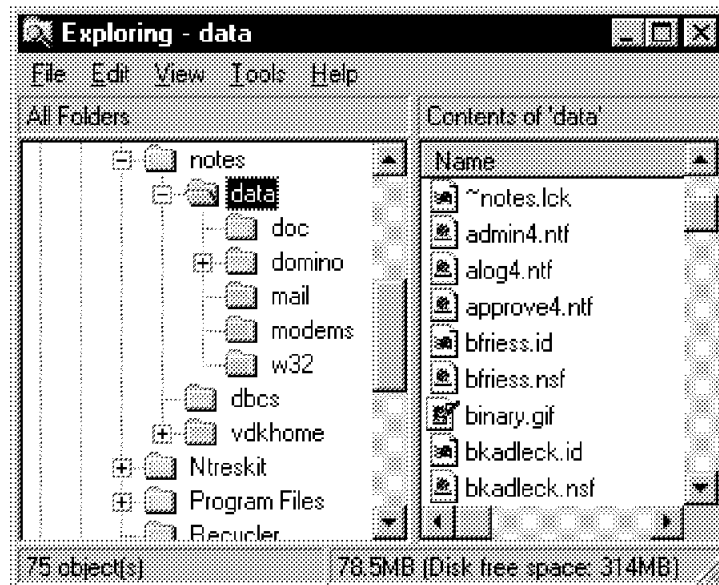 Exploring - data
File Edit View Tools Help
All Folders
Contents of 'data'
notes
data
doc
domino
mail
modems
w32
dbcs
vdkhome
Ntreskit
Program Files
Recycler
Name
~notes.lck
admin4.ntf
alog4.ntf
approve4.ntf
bfriess.id
bfriess.nsf
binary.gif
bkadleck.id
bkadleck.nsf
75 object(s)
78.5MB (Disk free space: 314MB)